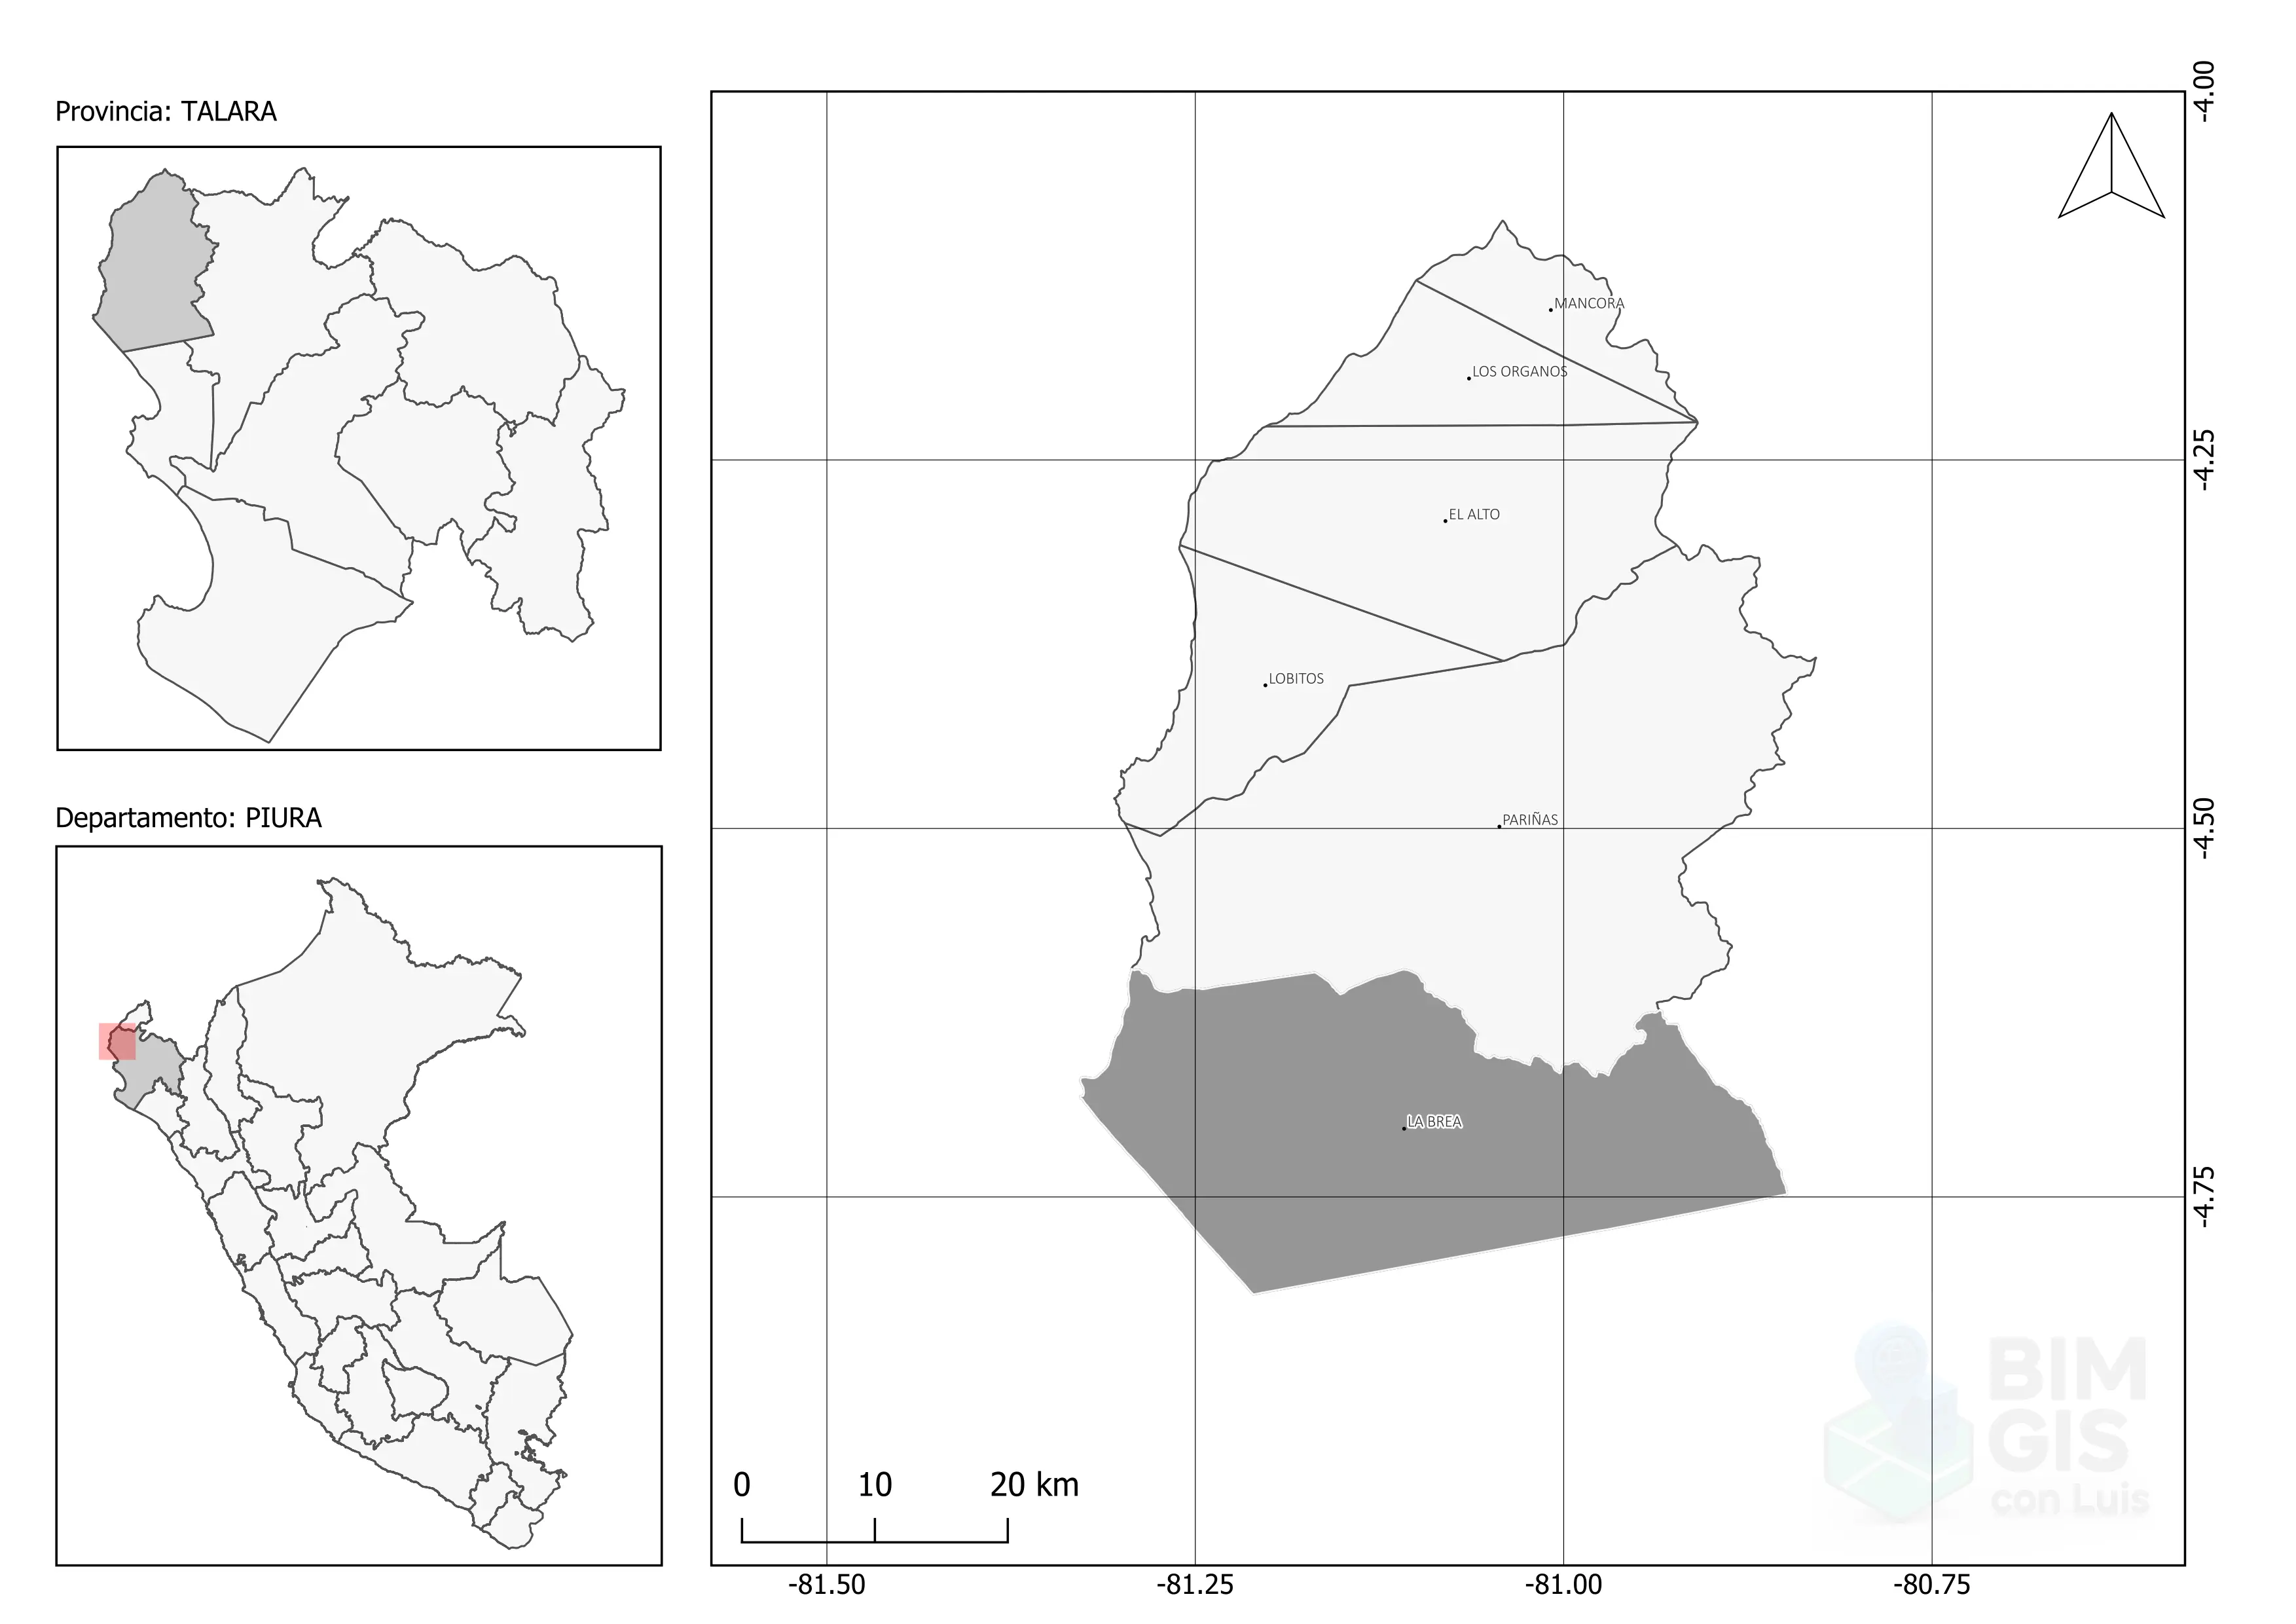 Provincia: TALARA
Departamento: PIURA
MANCORA
LOS ORGANOS
EL ALTO
LOBITOS
PARIÑAS
LA BREA
-4.00
-4.25
-4.50
-4.75
0 10 20 km
-81.50 -81.25 -81.00 -80.75
BIM
GIS
con Luis